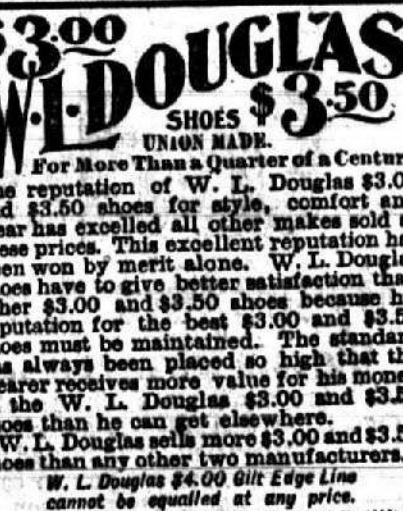 $3.00
W. L. DOUGLAS
SHOES $3.50
UNION MADE.
For More Than a Quarter of a Centur
e reputation of W. L. Douglas $3.0
d $3.50 shoes for style, comfort an
ear has excelled all other makes sold a
ese prices. This excellent reputation ha
en won by merit alone. W. L. Dougla
oes have to give better satisfaction tha
her $3.00 and $3.50 shoes because h
putation for the best $3.00 and $3.5
oes must be maintained. The standar
s always been placed so high that th
earer receives more value for his mone
the W. L. Douglas $3.00 and $3.5
oes than he can get elsewhere.
W. L. Douglas sells more $3.00 and $3.5
oes than any other two manufacturers.
W. L. Douglas $4.00 Gilt Edge Line
cannot be equalled at any price.